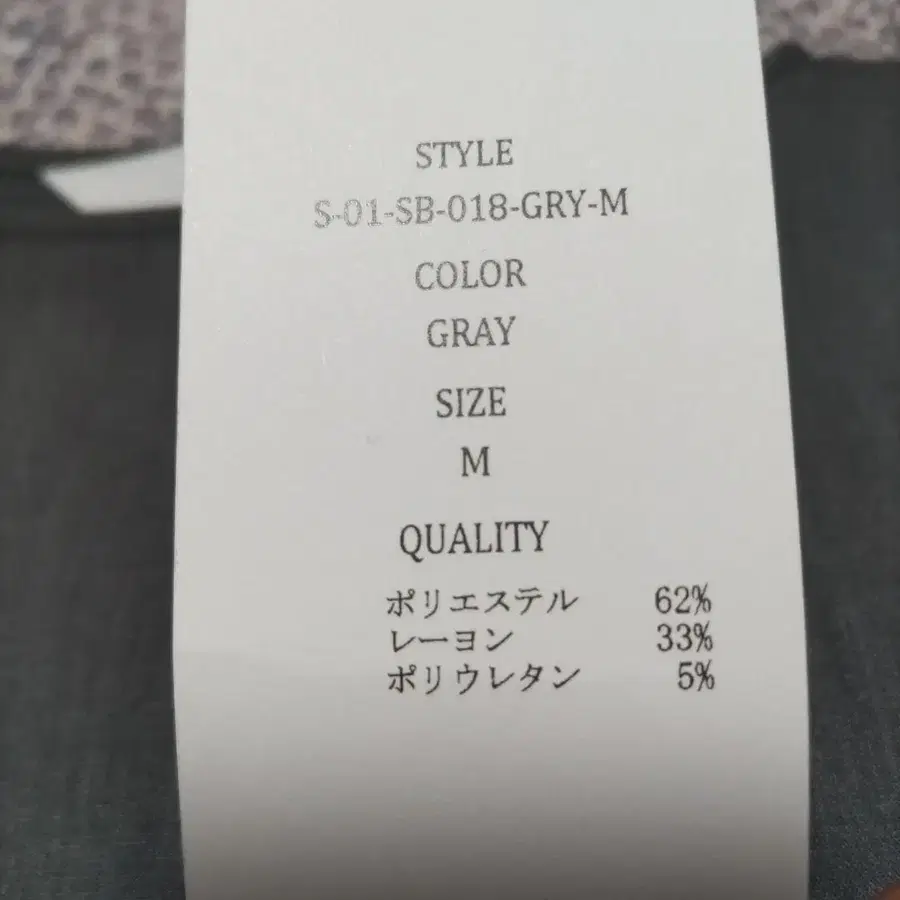 STYLE
S-01-SB-018-GRY-M
COLOR
GRAY
SIZE
M
QUALITY
ポリエステル 62%
レーヨン 33%
ポリウレタン 5%